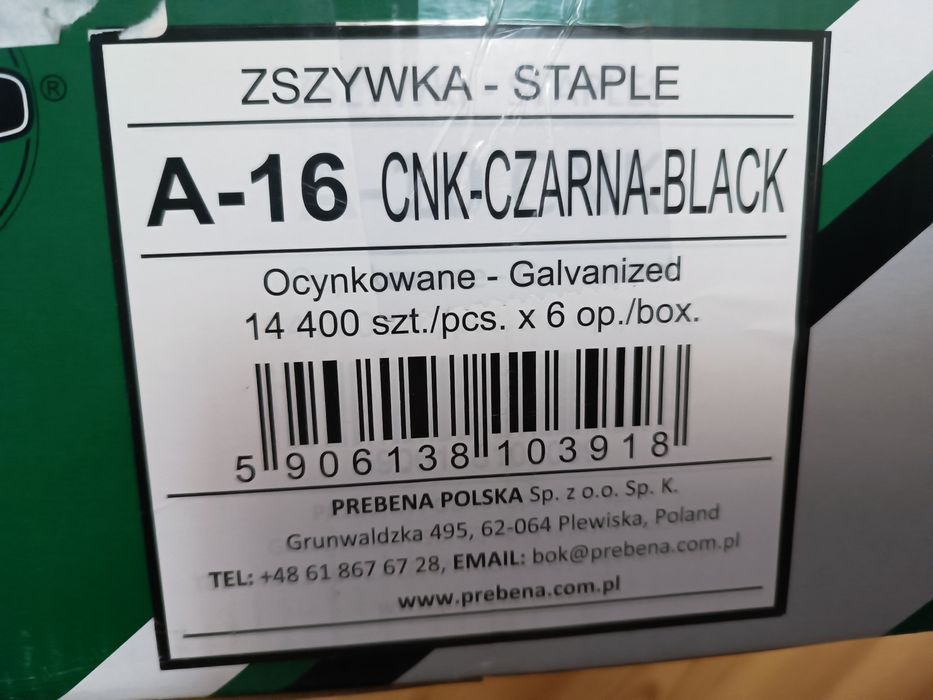 ®
ZSZYWKA - STAPLE
A-16 CNK-CZARNA-BLACK
Ocynkowane - Galvanized
14 400 szt./pcs. x 6 op./box.
5 906138 103918
PREBENA POLSKA Sp. z o.o. Sp. K.
Grunwaldzka 495, 62-064 Plewiska, Poland
TEL: +48 61 867 67 28, EMAIL: bok@prebena.com.pl
www.prebena.com.pl